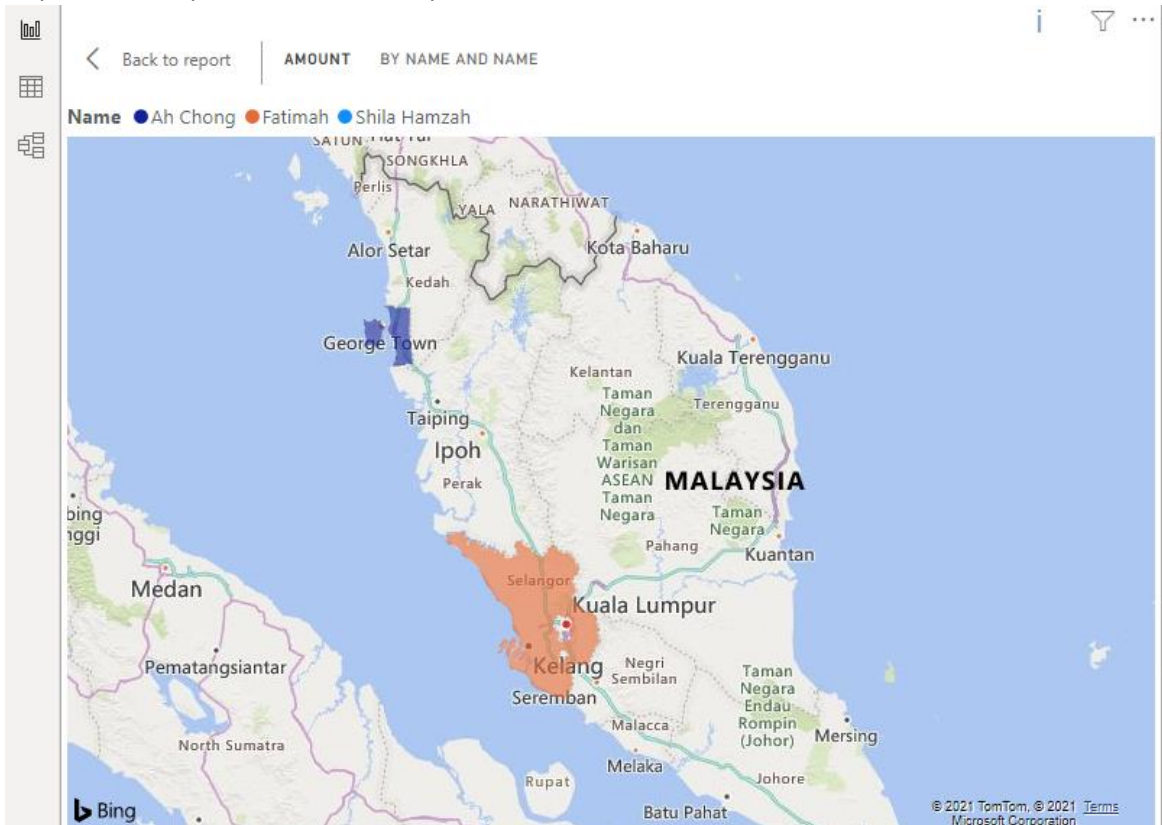 Back to report
AMOUNT BY NAME AND NAME
Name Ah Chong Fatimah Shila Hamzah
SATUN
SONGKHLA
Perlis
YALA
NARATHIWAT
Alor Setar
Kota Baharu
Kedah
George Town
Kuala Terengganu
Kelantan
Terengganu
Taman
Negara
dan
Taman
Warisan
ASEAN
Taman
Negara
Taiping
Ipoh
Perak
MALAYSIA
Taman
Negara
Pahang
Kuantan
bing
nggi
Medan
Selangor
Kuala Lumpur
Pematangsiantar
Kelang
Negri
Sembilan
Seremban
Taman
Negara
Endau
Rompin
(Johor)
Mersing
North Sumatra
Malacca
Melaka
Rupat
Johore
Batu Pahat
Bing
© 2021 TomTom, © 2021 Terms
Microsoft Corporation